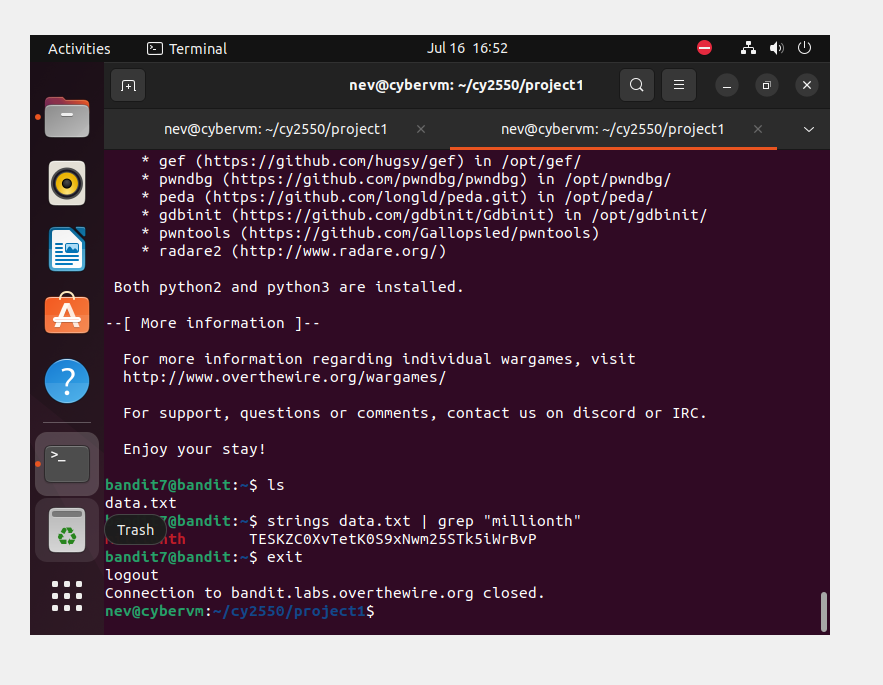 Activities Terminal Jul 16 16:52
nev@cybervm: ~/cy2550/project1
nev@cybervm: ~/cy2550/project1 × nev@cybervm: ~/cy2550/project1 ×
* gef (https://github.com/hugsy/gef) in /opt/gef/
* pwndbg (https://github.com/pwndbg/pwndbg) in /opt/pwndbg/
* peda (https://github.com/longld/peda.git) in /opt/peda/
* gdbinit (https://github.com/gdbinit/Gdbinit) in /opt/gdbinit/
* pwntools (https://github.com/Gallopsled/pwntools)
* radare2 (http://www.radare.org/)
Both python2 and python3 are installed.
--[ More information ]--
For more information regarding individual wargames, visit
http://www.overthewire.org/wargames/
For support, questions or comments, contact us on discord or IRC.
Enjoy your stay!
bandit7@bandit:~$ ls
data.txt
@bandit:~$ strings data.txt | grep "millionth"
Trash
TESKZC0XvTetK0S9xNwm25STk5iWrBvP
bandit7@bandit:~$ exit
logout
Connection to bandit.labs.overthewire.org closed.
nev@cybervm:~/cy2550/project1$